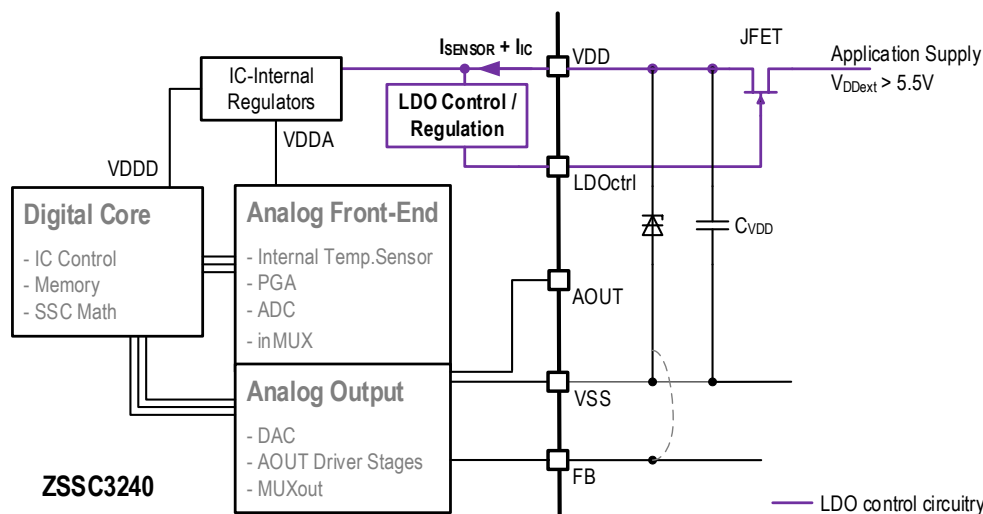 JFET
ISENSOR + IIC
VDD
Application Supply
VDDext > 5.5V
IC-Internal
Regulators
LDO Control /
Regulation
VDDA
VDDD
LDOctrl
Digital Core
- IC Control
- Memory
- SSC Math
Analog Front-End
- Internal Temp.Sensor
- PGA
- ADC
- inMUX
CVDD
AOUT
Analog Output
- DAC
- AOUT Driver Stages
- MUXout
VSS
FB
ZSSC3240
LDO control circuitry